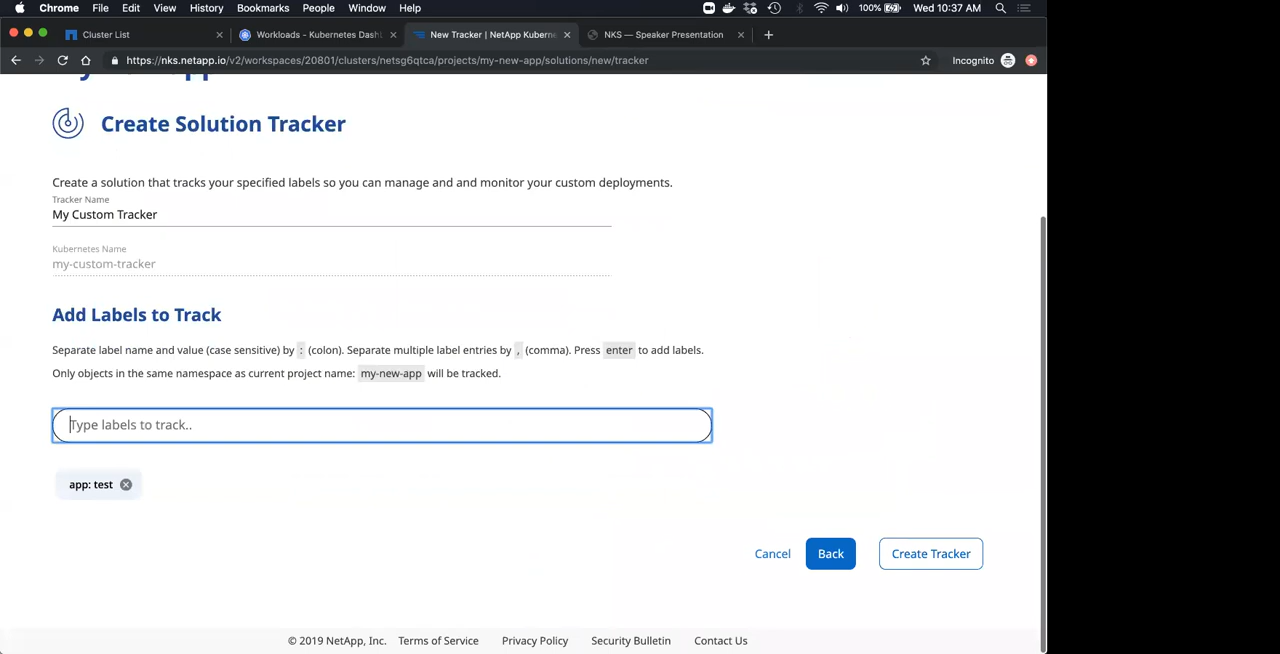 Chrome File Edit View History Bookmarks People Window Help 100% Wed 10:37 AM
Cluster List Workloads - Kubernetes Dash New Tracker | NetApp Kuberne NKS — Speaker Presentation
https://nks.netapp.io/v2/workspaces/20801/clusters/netsg6qtca/projects/my-new-app/solutions/new/tracker Incognito
Create Solution Tracker
Create a solution that tracks your specified labels so you can manage and and monitor your custom deployments.
Tracker Name
My Custom Tracker
Kubernetes Name
my-custom-tracker
Add Labels to Track
Separate label name and value (case sensitive) by : (colon). Separate multiple label entries by , (comma). Press enter to add labels.
Only objects in the same namespace as current project name: my-new-app will be tracked.
Type labels to track..
app: test
Cancel Back Create Tracker
© 2019 NetApp, Inc. Terms of Service Privacy Policy Security Bulletin Contact Us